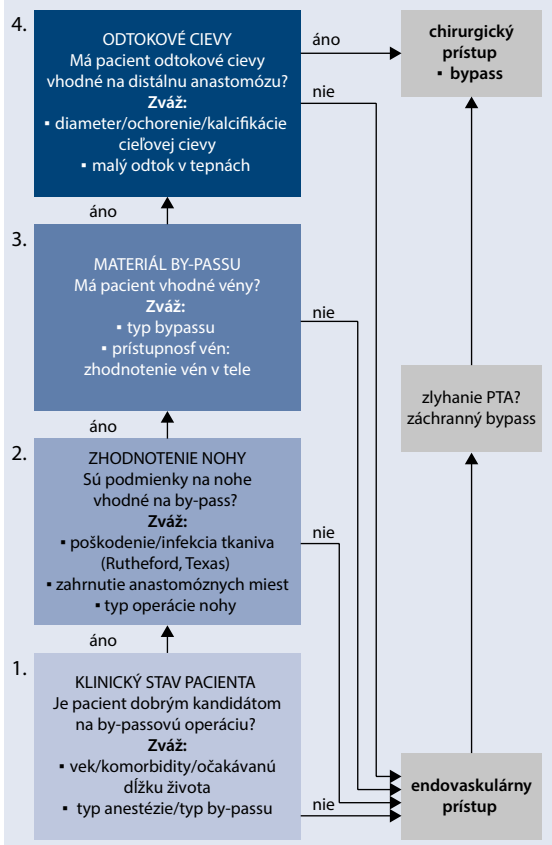 4.
ODTOKOVÉ CIEVY
Má pacient odtokové cievy
vhodné na distálnu anastomózu?
Zváž:
▪ diameter/ochorenie/kalcifikácie
cieľovej cievy
▪ malý odtok v tepnách
áno
nie
chirurgický
prístup
▪ bypass
áno
3.
MATERIÁL BY-PASSU
Má pacient vhodné vény?
Zváž:
▪ typ bypassu
▪ prístupnosť vén:
zhodnotenie vén v tele
nie
zlyhanie PTA?
záchranný bypass
áno
2.
ZHODNOTENIE NOHY
Sú podmienky na nohe
vhodné na by-pass?
Zváž:
▪ poškodenie/infekcia tkaniva
(Rutheford, Texas)
▪ zahrnutie anastomóznych miest
▪ typ operácie nohy
nie
áno
1.
KLINICKÝ STAV PACIENTA
Je pacient dobrým kandidátom
na by-passovú operáciu?
Zváž:
▪ vek/komorbidity/očakávanú
dĺžku života
▪ typ anestézie/typ by-passu
nie
endovaskulárny
prístup